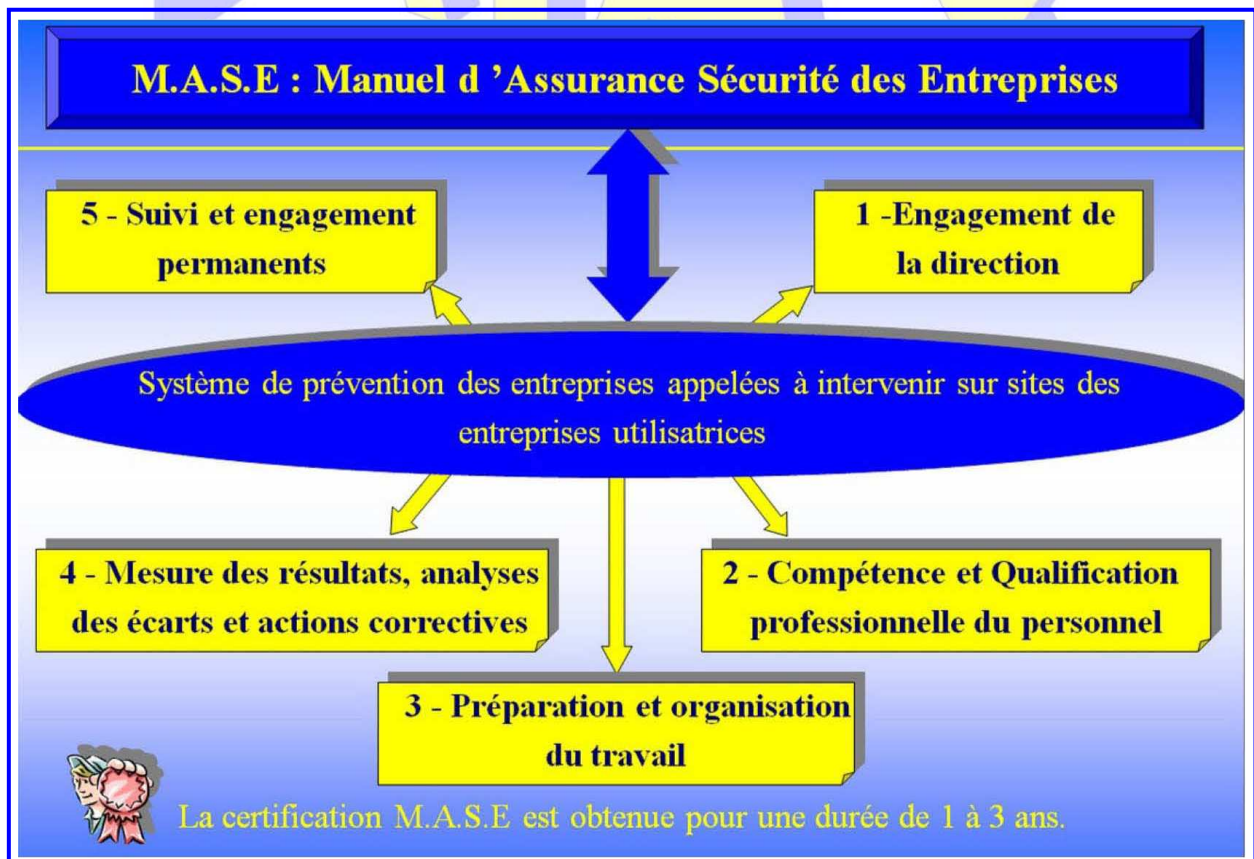 M.A.S.E : Manuel d ’Assurance Sécurité des Entreprises
5 - Suivi et engagement
permanents
1 -Engagement de
la direction
Système de prévention des entreprises appelées à intervenir sur sites des
entreprises utilisatrices
4 - Mesure des résultats, analyses
des écarts et actions correctives
2 - Compétence et Qualification
professionnelle du personnel
3 - Préparation et organisation
du travail
La certification M.A.S.E est obtenue pour une durée de 1 à 3 ans.